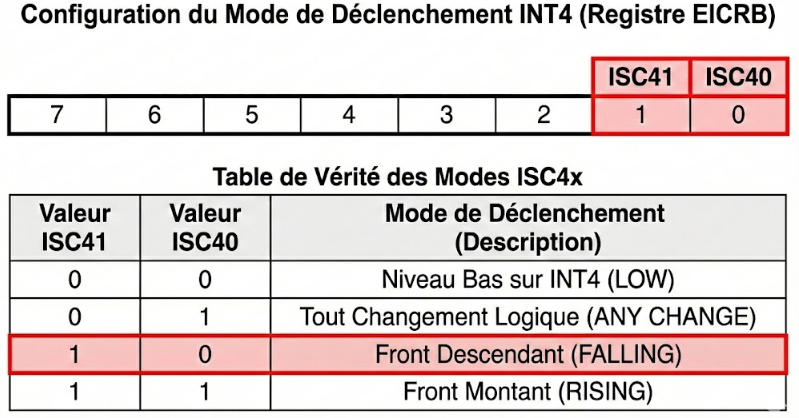 Configuration du Mode de Déclenchement INT4 (Registre EICRB)
ISC41 ISC40
7 6 5 4 3 2 1 0
Table de Vérité des Modes ISC4x
Valeur ISC41 Valeur ISC40 Mode de Déclenchement (Description)
0 0 Niveau Bas sur INT4 (LOW)
0 1 Tout Changement Logique (ANY CHANGE)
1 0 Front Descendant (FALLING)
1 1 Front Montant (RISING)